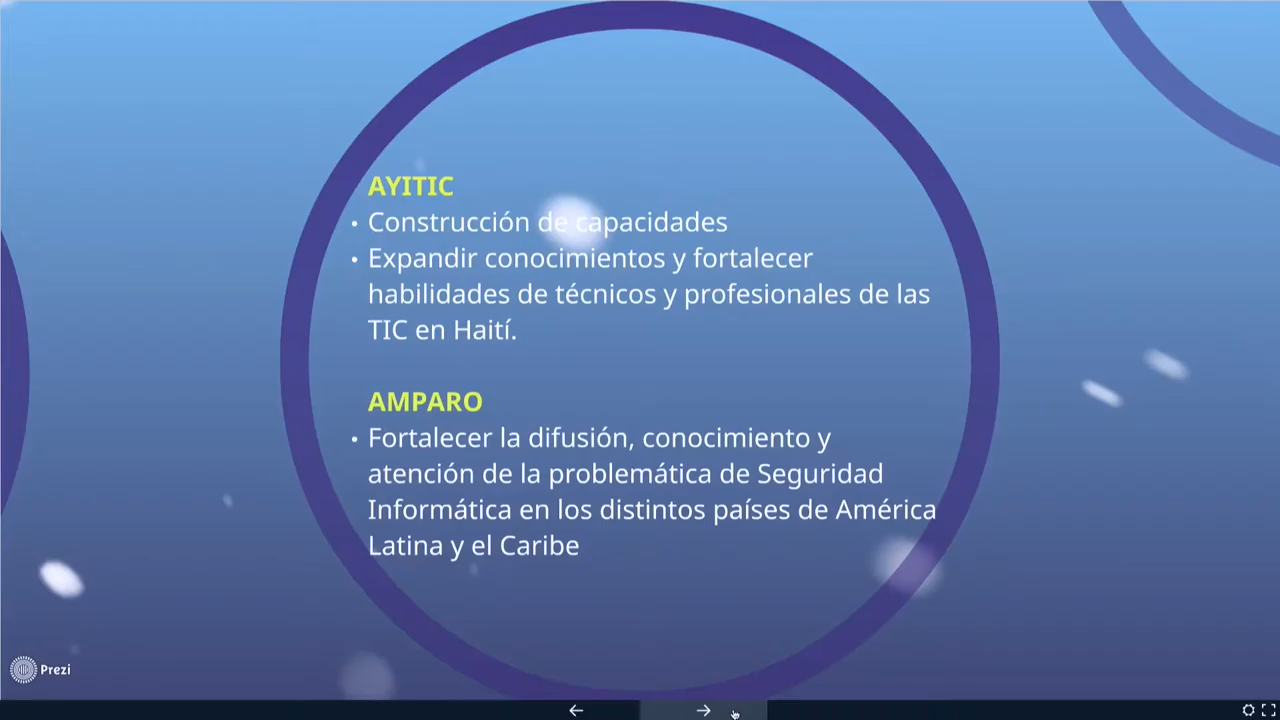 AYITIC
• Construcción de capacidades
• Expandir conocimientos y fortalecer
habilidades de técnicos y profesionales de las
TIC en Haití.
AMPARO
• Fortalecer la difusión, conocimiento y
atención de la problemática de Seguridad
Informática en los distintos países de América
Latina y el Caribe
Prezi